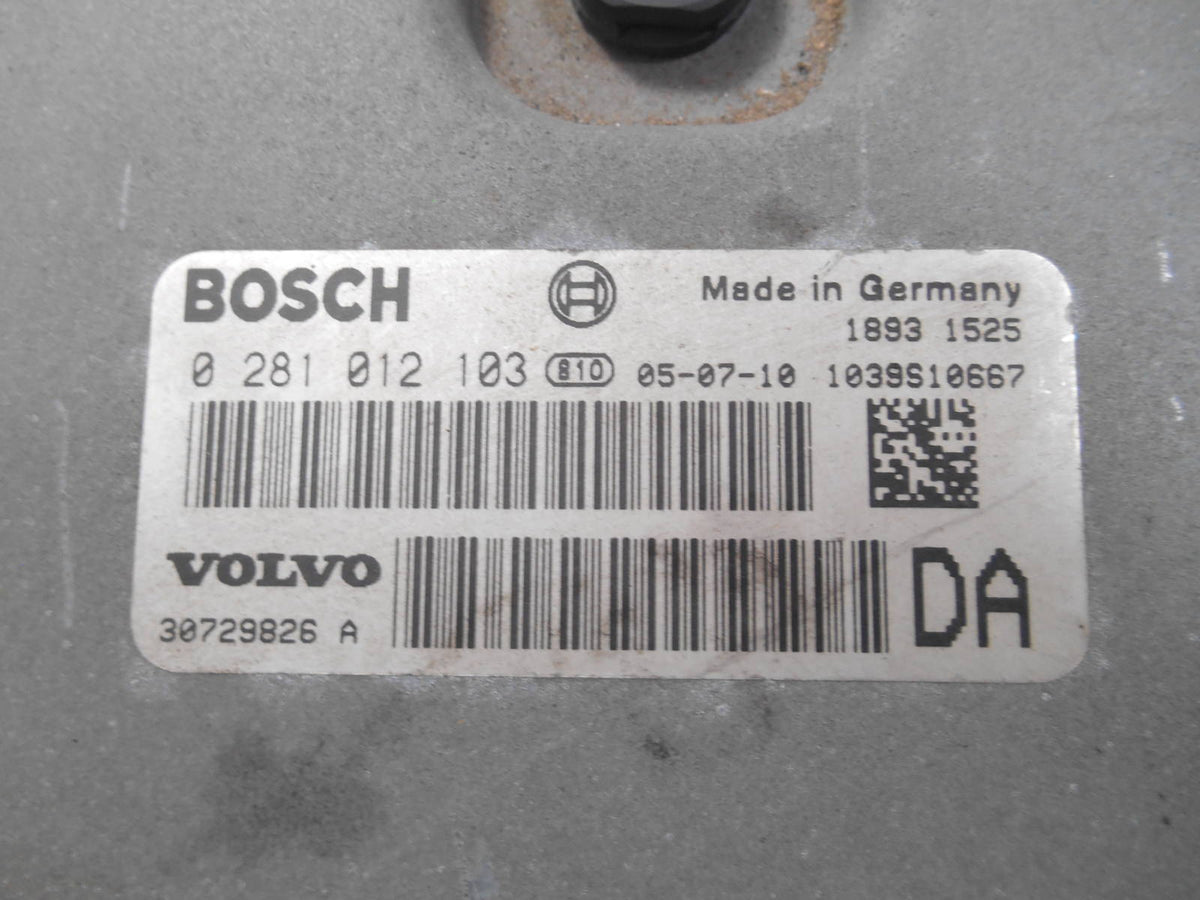 BOSCH Made in Germany
1893 1525
0 281 012 103 810 05-07-10 1039S10667
VOLVO DA
30729826 A